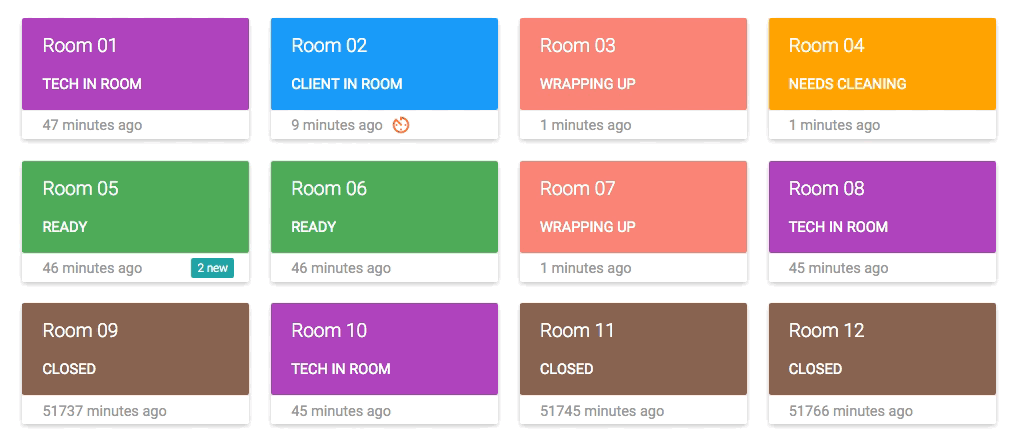 Room 01
TECH IN ROOM
47 minutes ago
Room 02
CLIENT IN ROOM
9 minutes ago
Room 03
WRAPPING UP
1 minutes ago
Room 04
NEEDS CLEANING
1 minutes ago
Room 05
READY
46 minutes ago 2 new
Room 06
READY
46 minutes ago
Room 07
WRAPPING UP
1 minutes ago
Room 08
TECH IN ROOM
45 minutes ago
Room 09
CLOSED
51737 minutes ago
Room 10
TECH IN ROOM
45 minutes ago
Room 11
CLOSED
51745 minutes ago
Room 12
CLOSED
51766 minutes ago